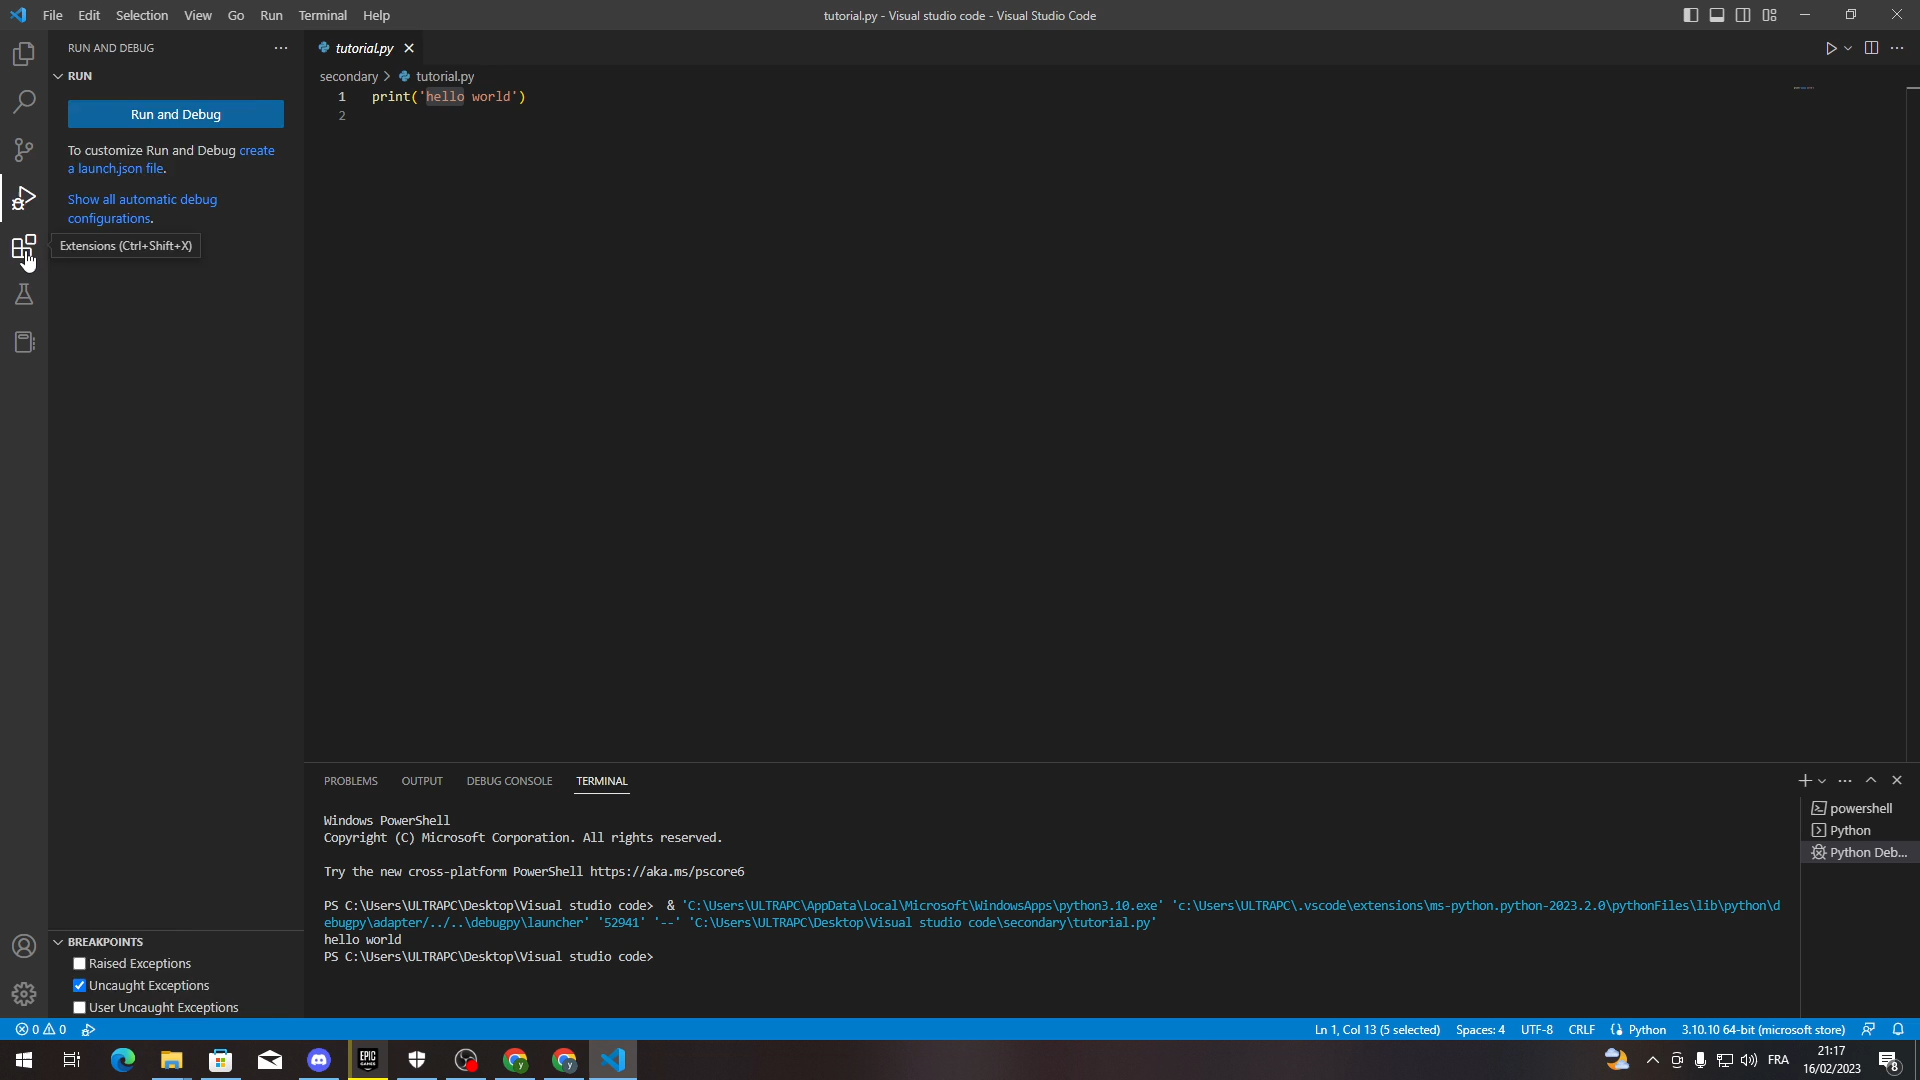 File Edit Selection View Go Run Terminal Help
tutorial.py - Visual studio code - Visual Studio Code
RUN AND DEBUG
RUN
Run and Debug
To customize Run and Debug create
a launch.json file.
Show all automatic debug
configurations.
Extensions (Ctrl+Shift+X)
BREAKPOINTS
Raised Exceptions
Uncaught Exceptions
User Uncaught Exceptions
tutorial.py
secondary > tutorial.py
1 print('hello world')
2
PROBLEMS OUTPUT DEBUG CONSOLE TERMINAL
Windows PowerShell
Copyright (C) Microsoft Corporation. All rights reserved.
Try the new cross-platform PowerShell https://aka.ms/pscore6
PS C:\Users\ULTRAPC\Desktop\Visual studio code> & 'C:\Users\ULTRAPC\AppData\Local\Microsoft\WindowsApps\python3.10.exe' 'c:\Users\ULTRAPC\.vscode\extensions\ms-python.python-2023.2.0\pythonFiles\lib\python\d
ebugpy\adapter/../..\debugpy\launcher' '52941' '--' 'C:\Users\ULTRAPC\Desktop\Visual studio code\secondary\tutorial.py'
hello world
PS C:\Users\ULTRAPC\Desktop\Visual studio code>
powershell
Python
Python Deb...
0 0
Ln 1, Col 13 (5 selected) Spaces: 4 UTF-8 CRLF Python 3.10.10 64-bit (microsoft store)
EPIC
GAMES
FRA
21:17
16/02/2023
8